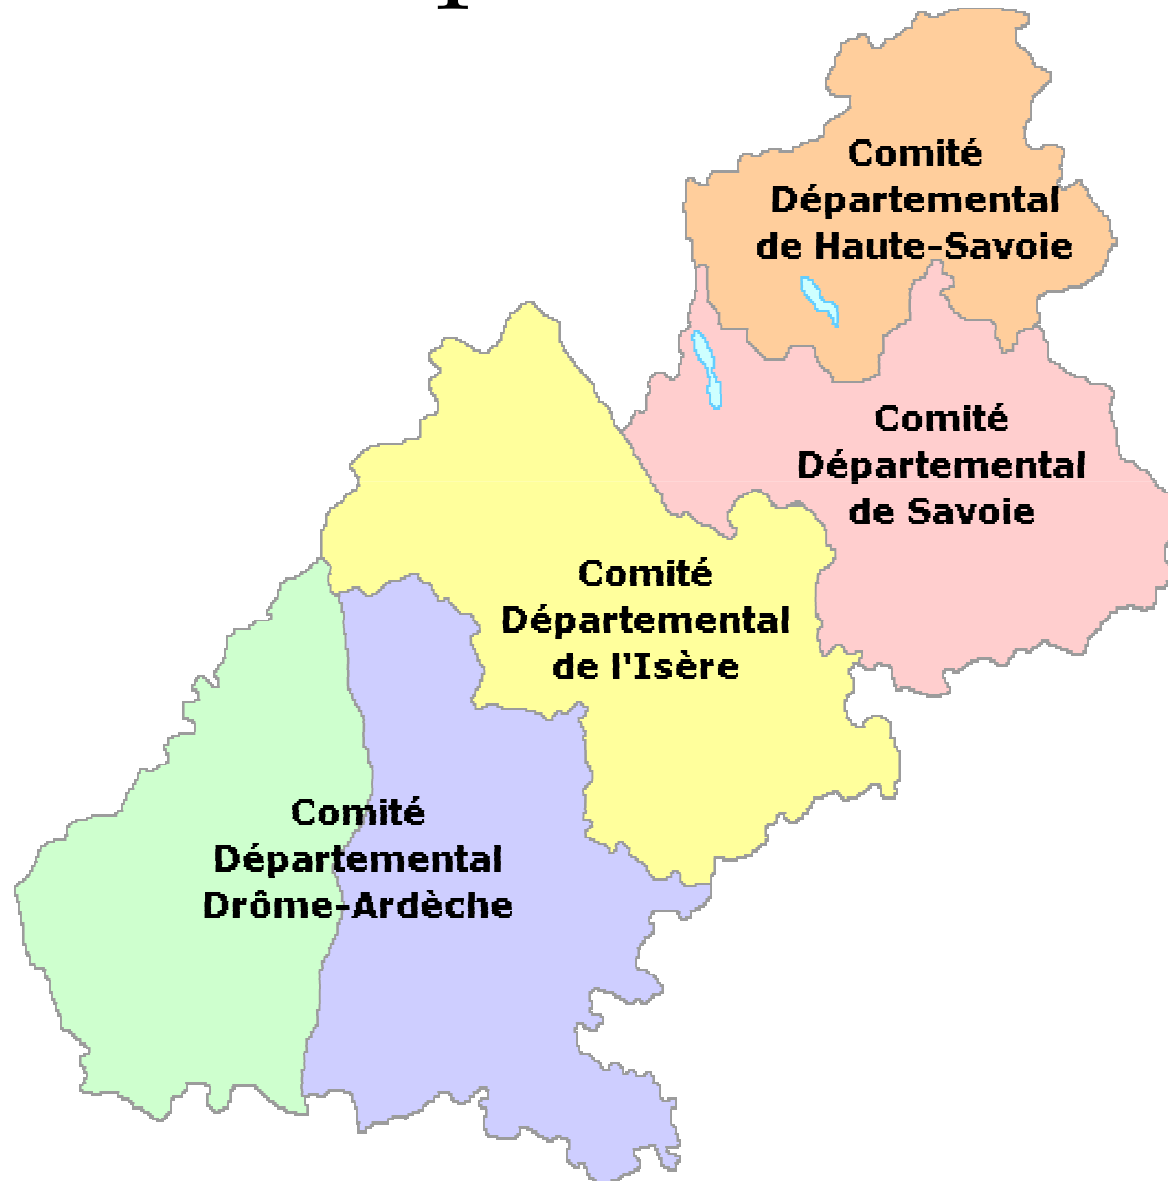 Comité
Départemental
de Haute-Savoie
Comité
Départemental
de Savoie
Comité
Départemental
de l'Isère
Comité
Départemental
Drôme-Ardèche